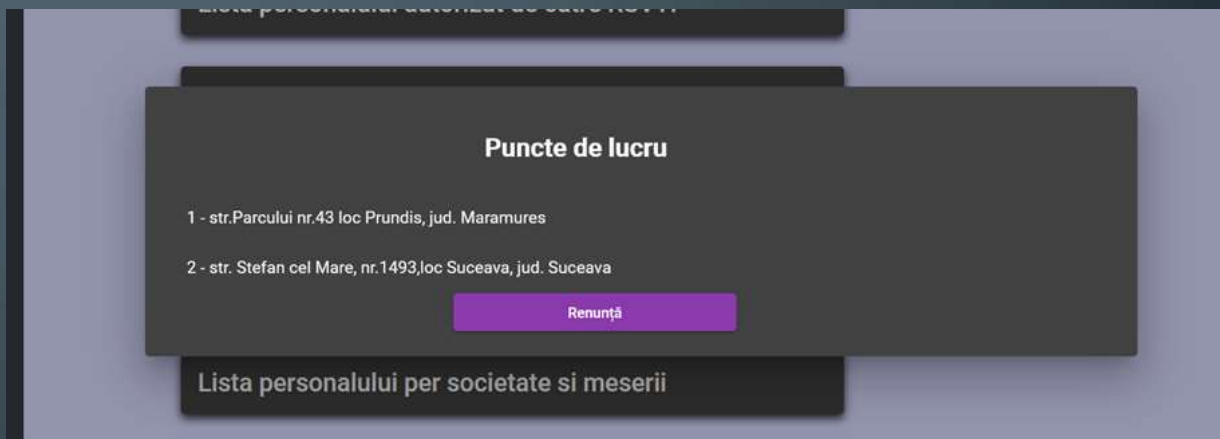 Puncte de lucru
1 - str.Parcului nr.43 loc Prundis, jud. Maramures
2 - str. Stefan cel Mare, nr.1493,loc Suceava, jud. Suceava
Renunță
Lista personalului per societate si meserii